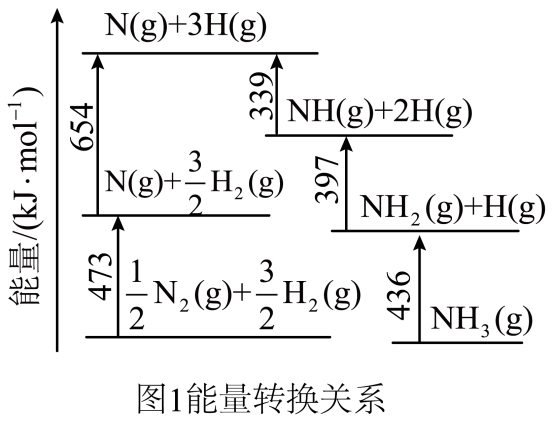 N(g)+3H(g)
339
NH(g)+2H(g)
654
N(g)+3/2H₂(g)
397
NH₂(g)+H(g)
473
1/2N₂(g)+3/2H₂(g)
436
NH₃(g)
能量/(kJ·mol⁻¹)
图1能量转换关系